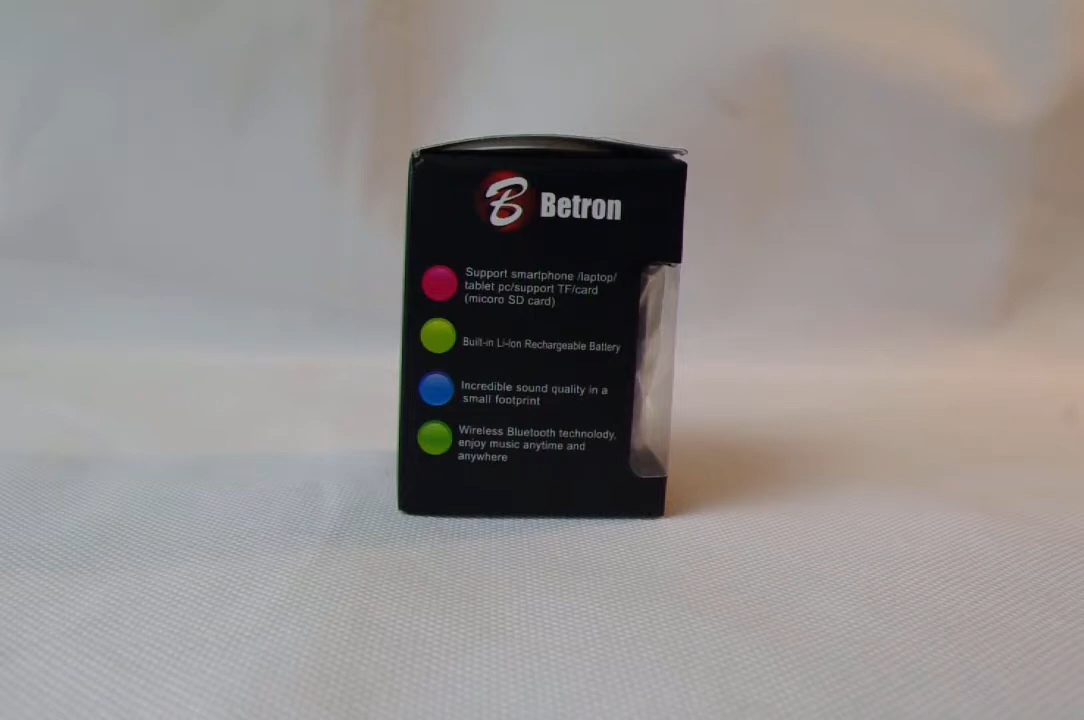 B Betron
Support smartphone /laptop/
tablet pc/support TF/card
(micoro SD card)
Built-in Li-Ion Rechargeable Battery
Incredible sound quality in a
small footprint
Wireless Bluetooth technolody,
enjoy music anytime and
anywhere